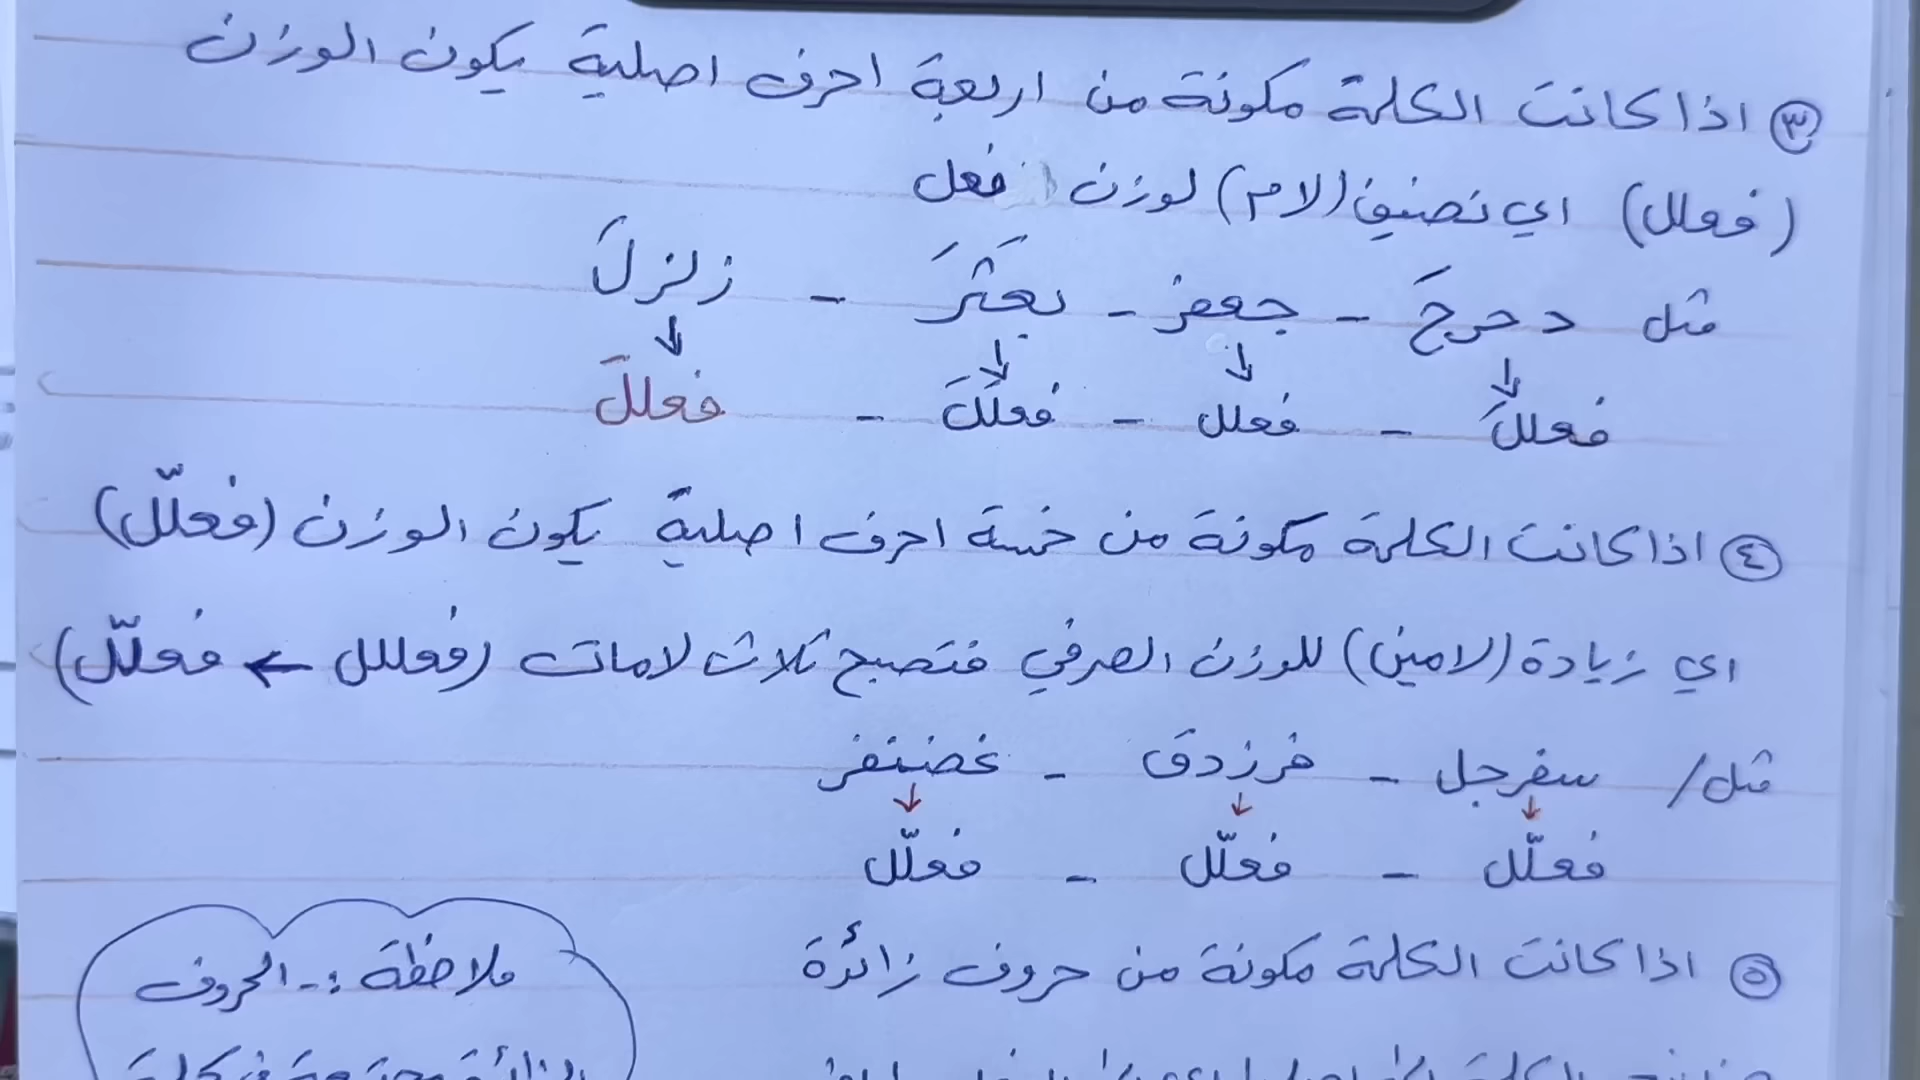 ٣ اذا كانت الكلمة مكونة من اربعة احرف اصلية يكون الوزن
(فعلل) اي نضيف (لام) لوزن فعل
مثل دحرجَ - جعفر - بعَثَرَ - زلزلَ
فعللَ - فعلل - فعلَلَ - فعللَ
٤ اذا كانت الكلمة مكونة من خمسة احرف اصلية يكون الوزن (فعلّل)
اي زيادة (لامين) للوزن الصرفي فتصبح ثلاث لامات (فعللل ← فعلّل)
مثل / سفرجل - فرزدق - غضنفر
فعلّل - فعلّل - فعلّل
٥ اذا كانت الكلمة مكونة من حروف زائدة
ملاحظة :- الحروف